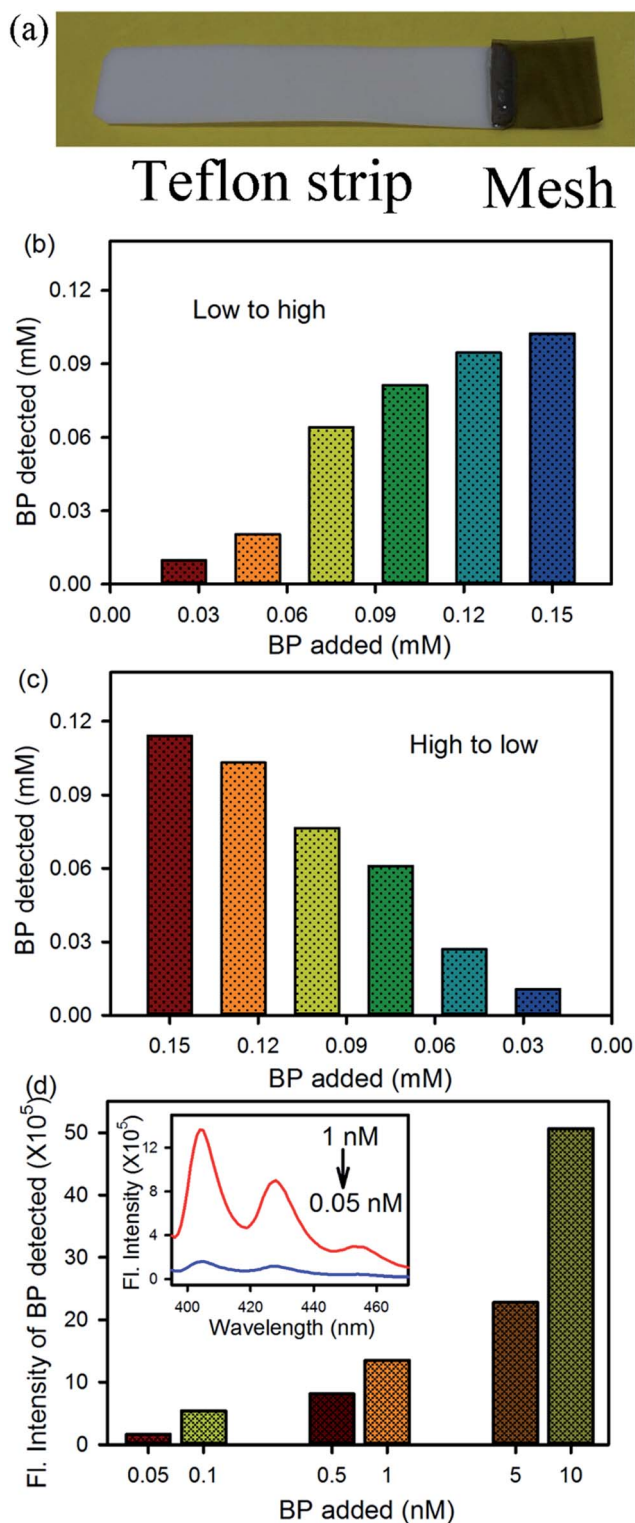 (a)
Teflon strip Mesh
(b)
Low to high
BP detected (mM)
0.12
0.09
0.06
0.03
0.00
0.00 0.03 0.06 0.09 0.12 0.15
BP added (mM)
(c)
High to low
BP detected (mM)
0.12
0.09
0.06
0.03
0.00
0.15 0.12 0.09 0.06 0.03 0.00
BP added (mM)
(d)
Fl. Intensity of BP detected (X10⁵)
50
40
30
20
10
0
Fl. Intensity (X10⁵)
12
8
4
0
1 nM
0.05 nM
400 420 440 460
Wavelength (nm)
0.05 0.1 0.5 1 5 10
BP added (nM)